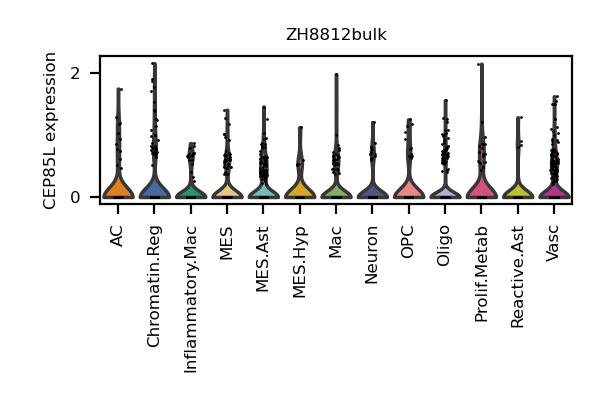 ZH8812bulk
CEP85L expression
2
0
AC
Chromatin.Reg
Inflammatory.Mac
MES
MES.Ast
MES.Hyp
Mac
Neuron
OPC
Oligo
Prolif.Metab
Reactive.Ast
Vasc